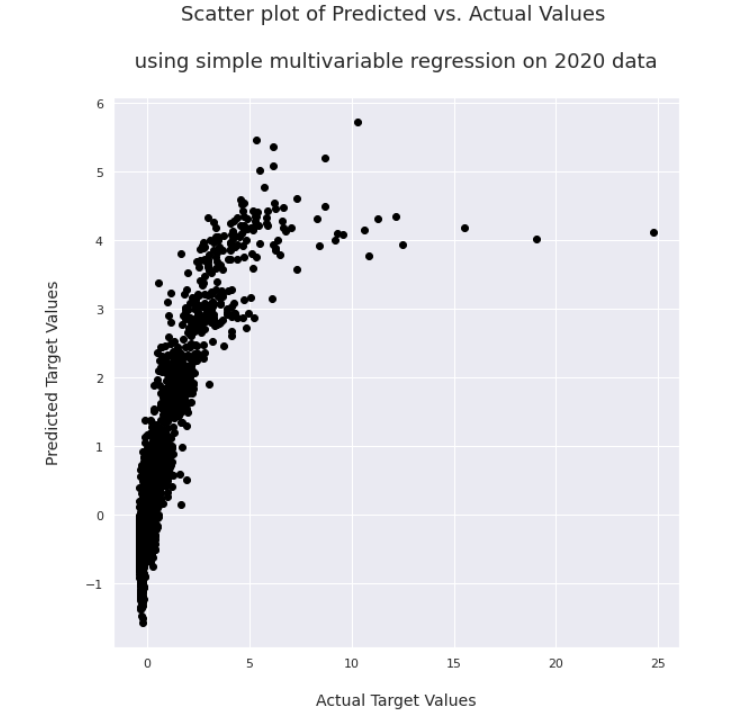 Scatter plot of Predicted vs. Actual Values
using simple multivariable regression on 2020 data
6
5
4
3
2
1
0
−1
Predicted Target Values
0 5 10 15 20 25
Actual Target Values